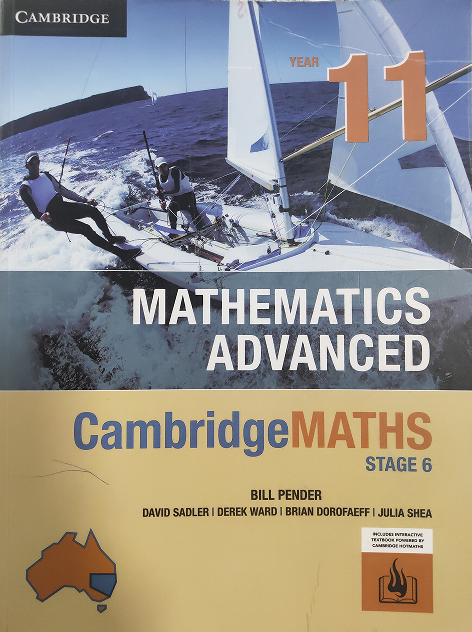 CAMBRIDGE
YEAR 11
MATHEMATICS
ADVANCED
CambridgeMATHS
STAGE 6
BILL PENDER
DAVID SADLER | DEREK WARD | BRIAN DOROFAEFF | JULIA SHEA
INCLUDES INTERACTIVE
TEXTBOOK POWERED BY
CAMBRIDGE HOTMATHS